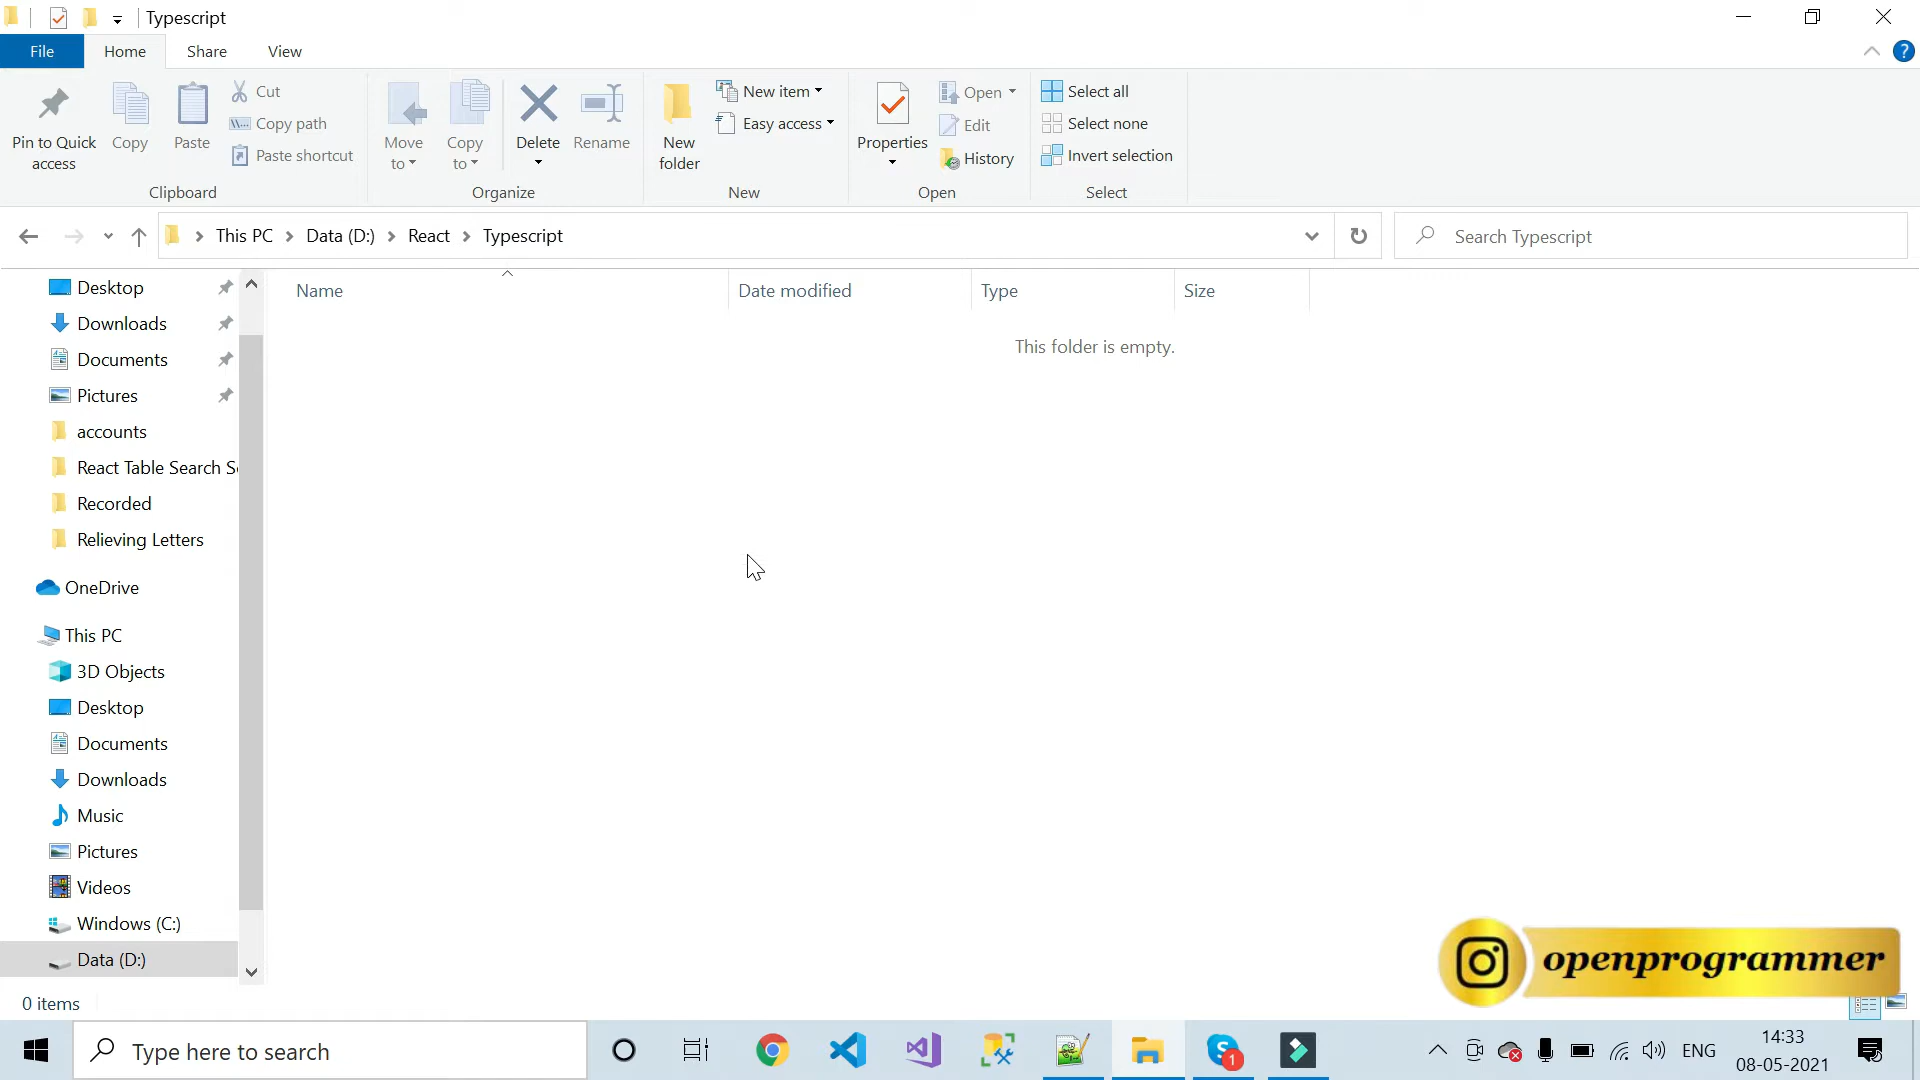 Typescript
File Home Share View
Pin to Quick access
Copy
Paste
Cut
Copy path
Paste shortcut
Clipboard
Move to
Copy to
Delete
Rename
Organize
New folder
New item
Easy access
New
Properties
Open
Edit
History
Open
Select all
Select none
Invert selection
Select
This PC Data (D:) React Typescript
Search Typescript
Name Date modified Type Size
This folder is empty.
Desktop
Downloads
Documents
Pictures
accounts
React Table Search S
Recorded
Relieving Letters
OneDrive
This PC
3D Objects
Desktop
Documents
Downloads
Music
Pictures
Videos
Windows (C:)
Data (D:)
openprogrammer
0 items
Type here to search
1
ENG
14:33
08-05-2021